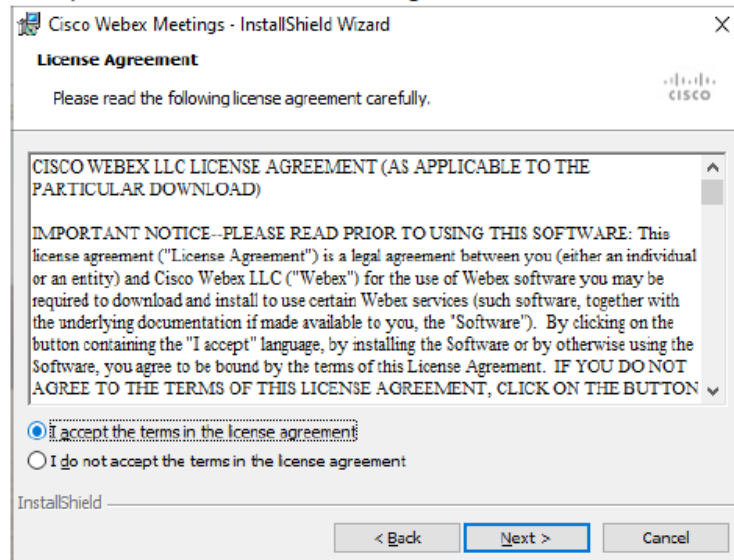 Cisco Webex Meetings - InstallShield Wizard
License Agreement
Please read the following license agreement carefully.
CISCO
CISCO WEBEX LLC LICENSE AGREEMENT (AS APPLICABLE TO THE
PARTICULAR DOWNLOAD)
IMPORTANT NOTICE--PLEASE READ PRIOR TO USING THIS SOFTWARE: This
license agreement ("License Agreement") is a legal agreement between you (either an individual
or an entity) and Cisco Webex LLC ("Webex") for the use of Webex software you may be
required to download and install to use certain Webex services (such software, together with
the underlying documentation if made available to you, the "Software"). By clicking on the
button containing the "I accept" language, by installing the Software or by otherwise using the
Software, you agree to be bound by the terms of this License Agreement. IF YOU DO NOT
AGREE TO THE TERMS OF THIS LICENSE AGREEMENT, CLICK ON THE BUTTON
I accept the terms in the license agreement
I do not accept the terms in the license agreement
InstallShield
< Back
Next >
Cancel